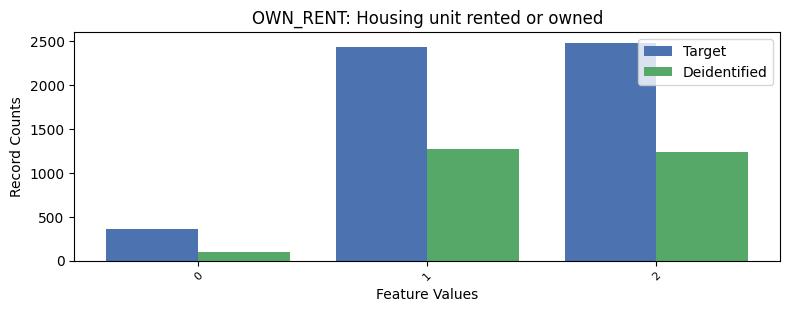 OWN_RENT: Housing unit rented or owned
Target
Deidentified
2500
2000
1500
1000
500
0
Record Counts
0
1
2
Feature Values